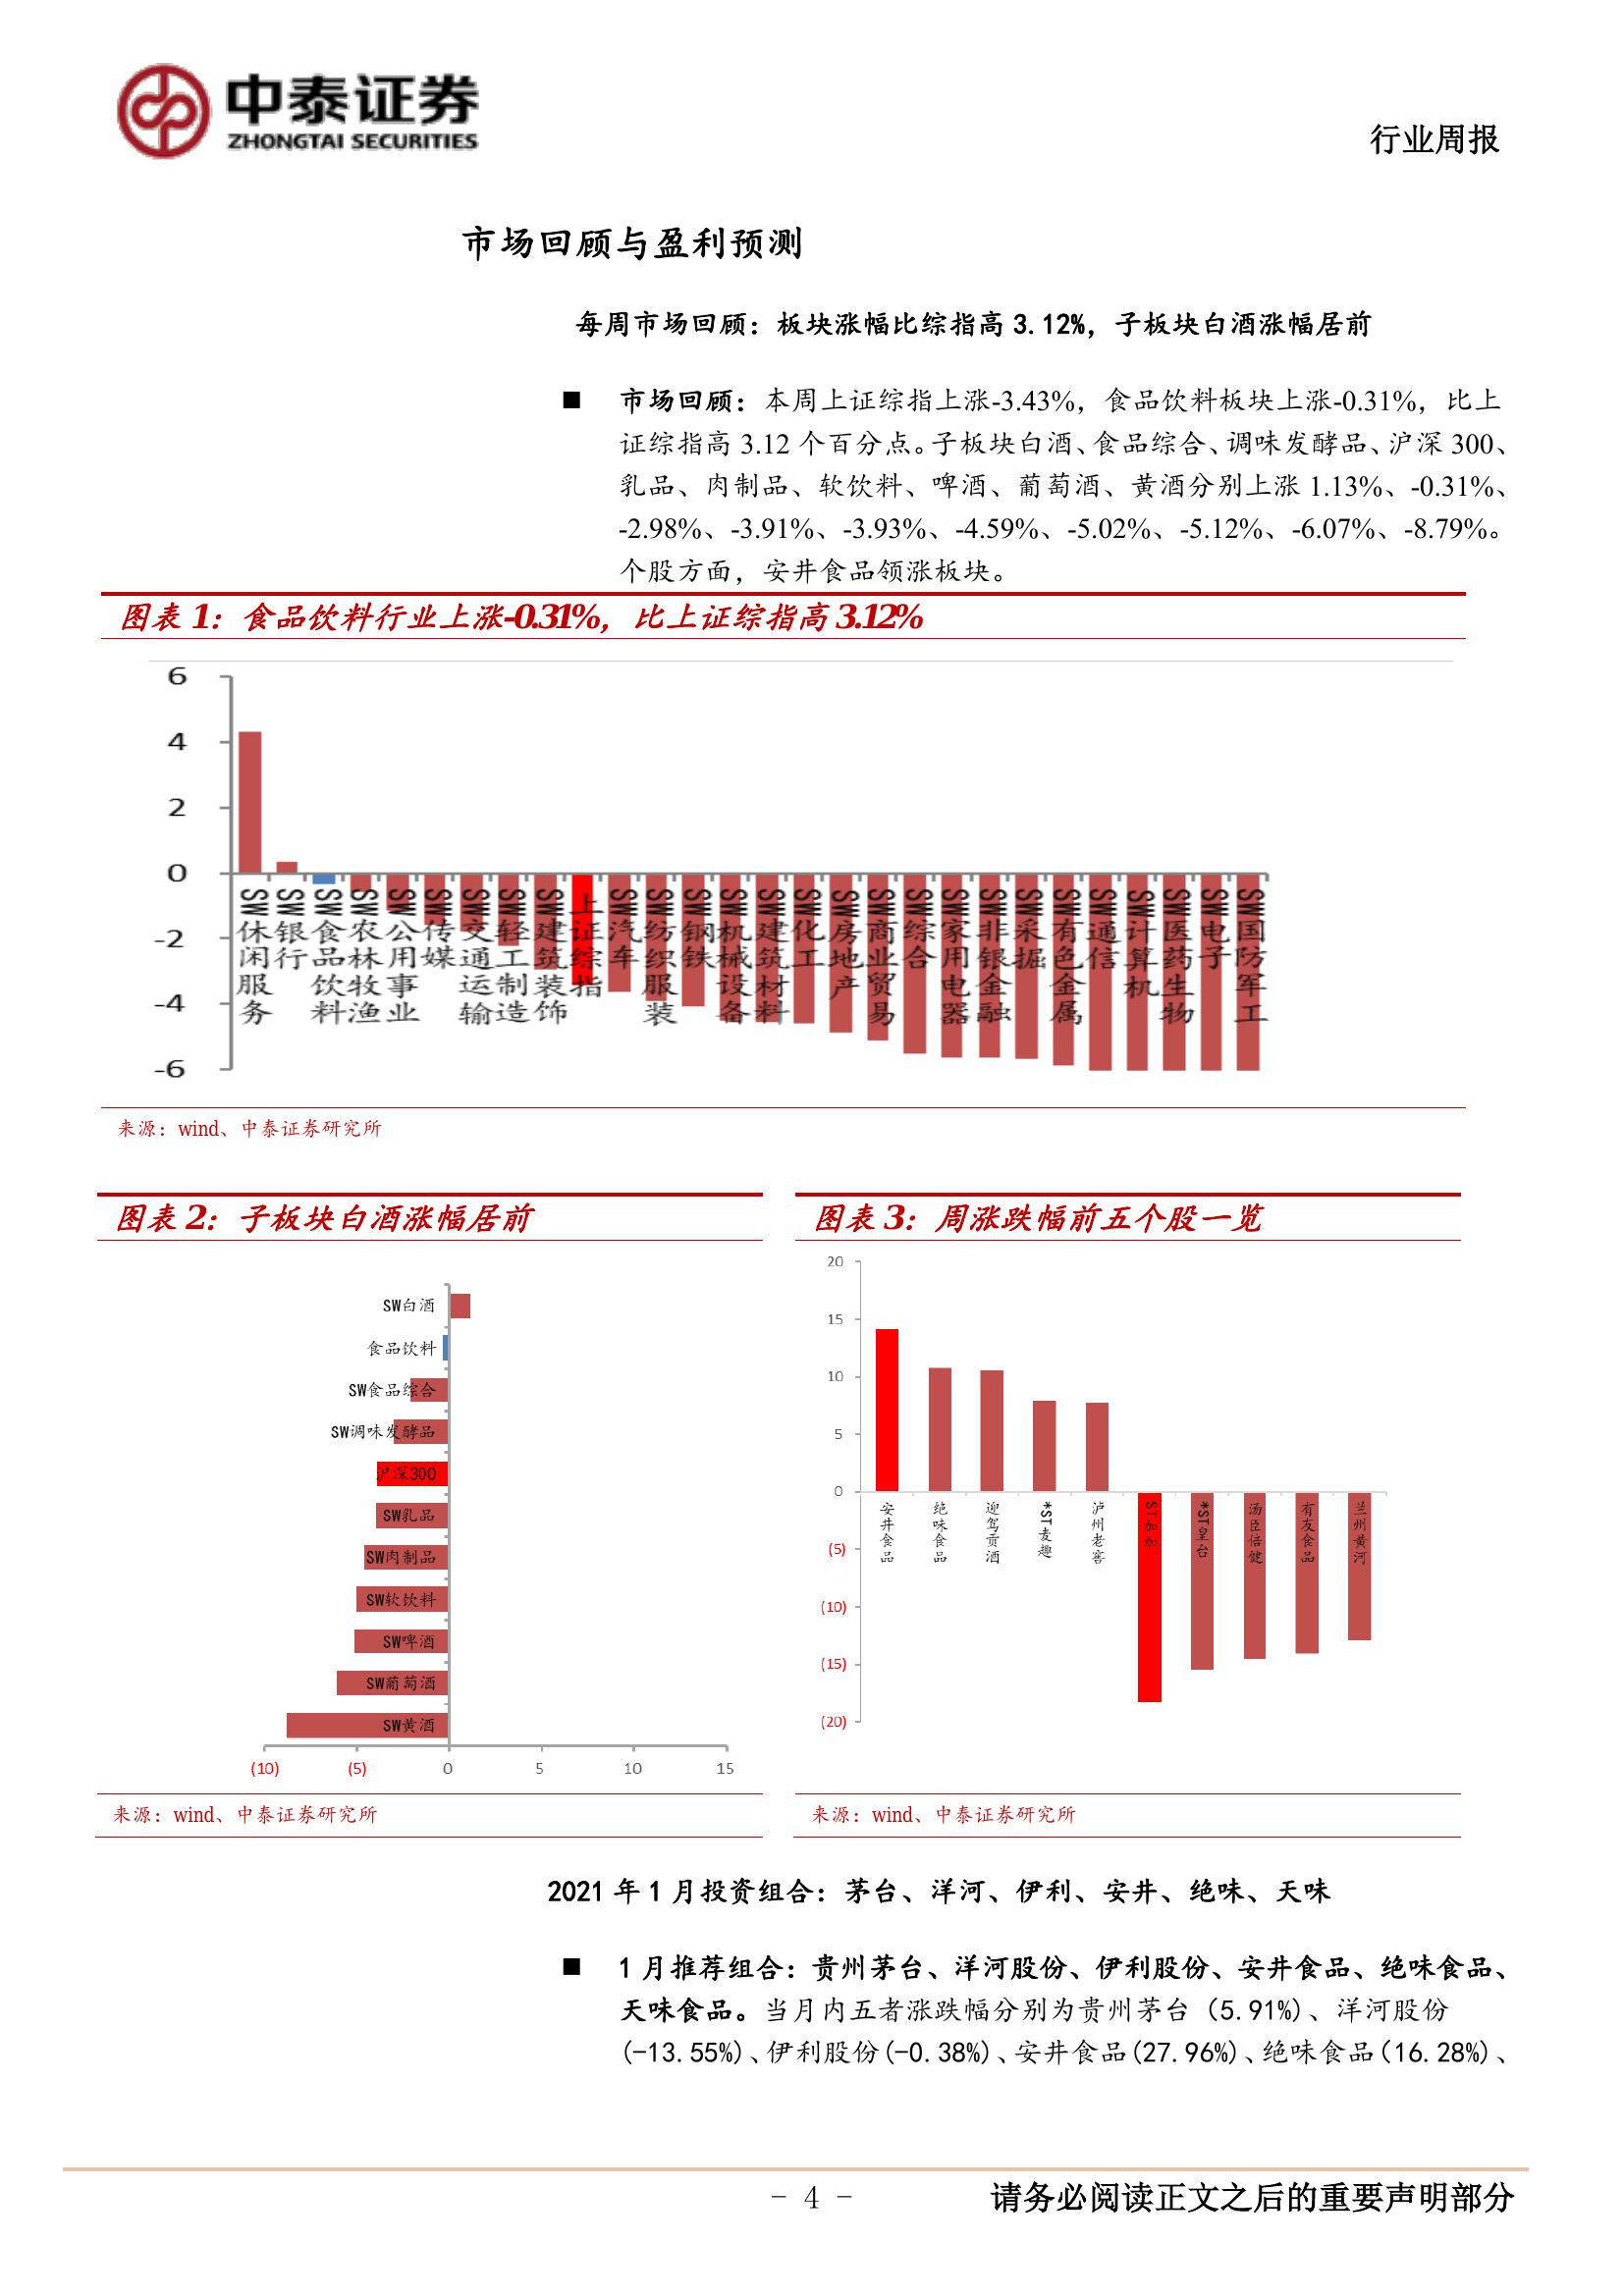 中泰证券
ZHONGTAI SECURITIES
行业周报
市场回顾与盈利预测
每周市场回顾：板块涨幅比综指高 3.12%，子板块白酒涨幅居前
■ 市场回顾：本周上证综指上涨-3.43%，食品饮料板块上涨-0.31%，比上
证综指高 3.12 个百分点。子板块白酒、食品综合、调味发酵品、沪深 300、
乳品、肉制品、软饮料、啤酒、葡萄酒、黄酒分别上涨 1.13%、-0.31%、
-2.98%、-3.91%、-3.93%、-4.59%、-5.02%、-5.12%、-6.07%、-8.79%。
个股方面，安井食品领涨板块。
图表 1：食品饮料行业上涨-0.31%，比上证综指高 3.12%
6
4
2
0
-2
-4
-6
SW休闲服务
SW银行
SW食品饮料
SW农林牧渔
SW公用事业
SW传媒
SW交通运输
SW轻工制造
SW建筑装饰
上证综指
SW汽车
SW纺织服装
SW钢铁
SW机械设备
SW建筑材料
SW化工
SW房地产
SW商业贸易
SW综合
SW家用电器
SW非银金融
SW采掘
SW有色金属
SW通信
SW计算机
SW医药生物
SW电子
SW国防军工
来源：wind、中泰证券研究所
图表 2：子板块白酒涨幅居前
SW白酒
食品饮料
SW食品综合
SW调味发酵品
沪深300
SW乳品
SW肉制品
SW软饮料
SW啤酒
SW葡萄酒
SW黄酒
(10) (5) 0 5 10 15
来源：wind、中泰证券研究所
图表 3：周涨跌幅前五个股一览
20
15
10
5
0
(5)
(10)
(15)
(20)
安井食品
绝味食品
迎驾贡酒
*ST麦趣
泸州老窖
ST加加
*ST皇台
汤臣倍健
有友食品
兰州黄河
来源：wind、中泰证券研究所
2021 年 1 月投资组合：茅台、洋河、伊利、安井、绝味、天味
■ 1 月推荐组合：贵州茅台、洋河股份、伊利股份、安井食品、绝味食品、
天味食品。当月内五者涨跌幅分别为贵州茅台（5.91%)、洋河股份
(-13.55%)、伊利股份(-0.38%)、安井食品(27.96%)、绝味食品(16.28%)、
- 4 -
请务必阅读正文之后的重要声明部分